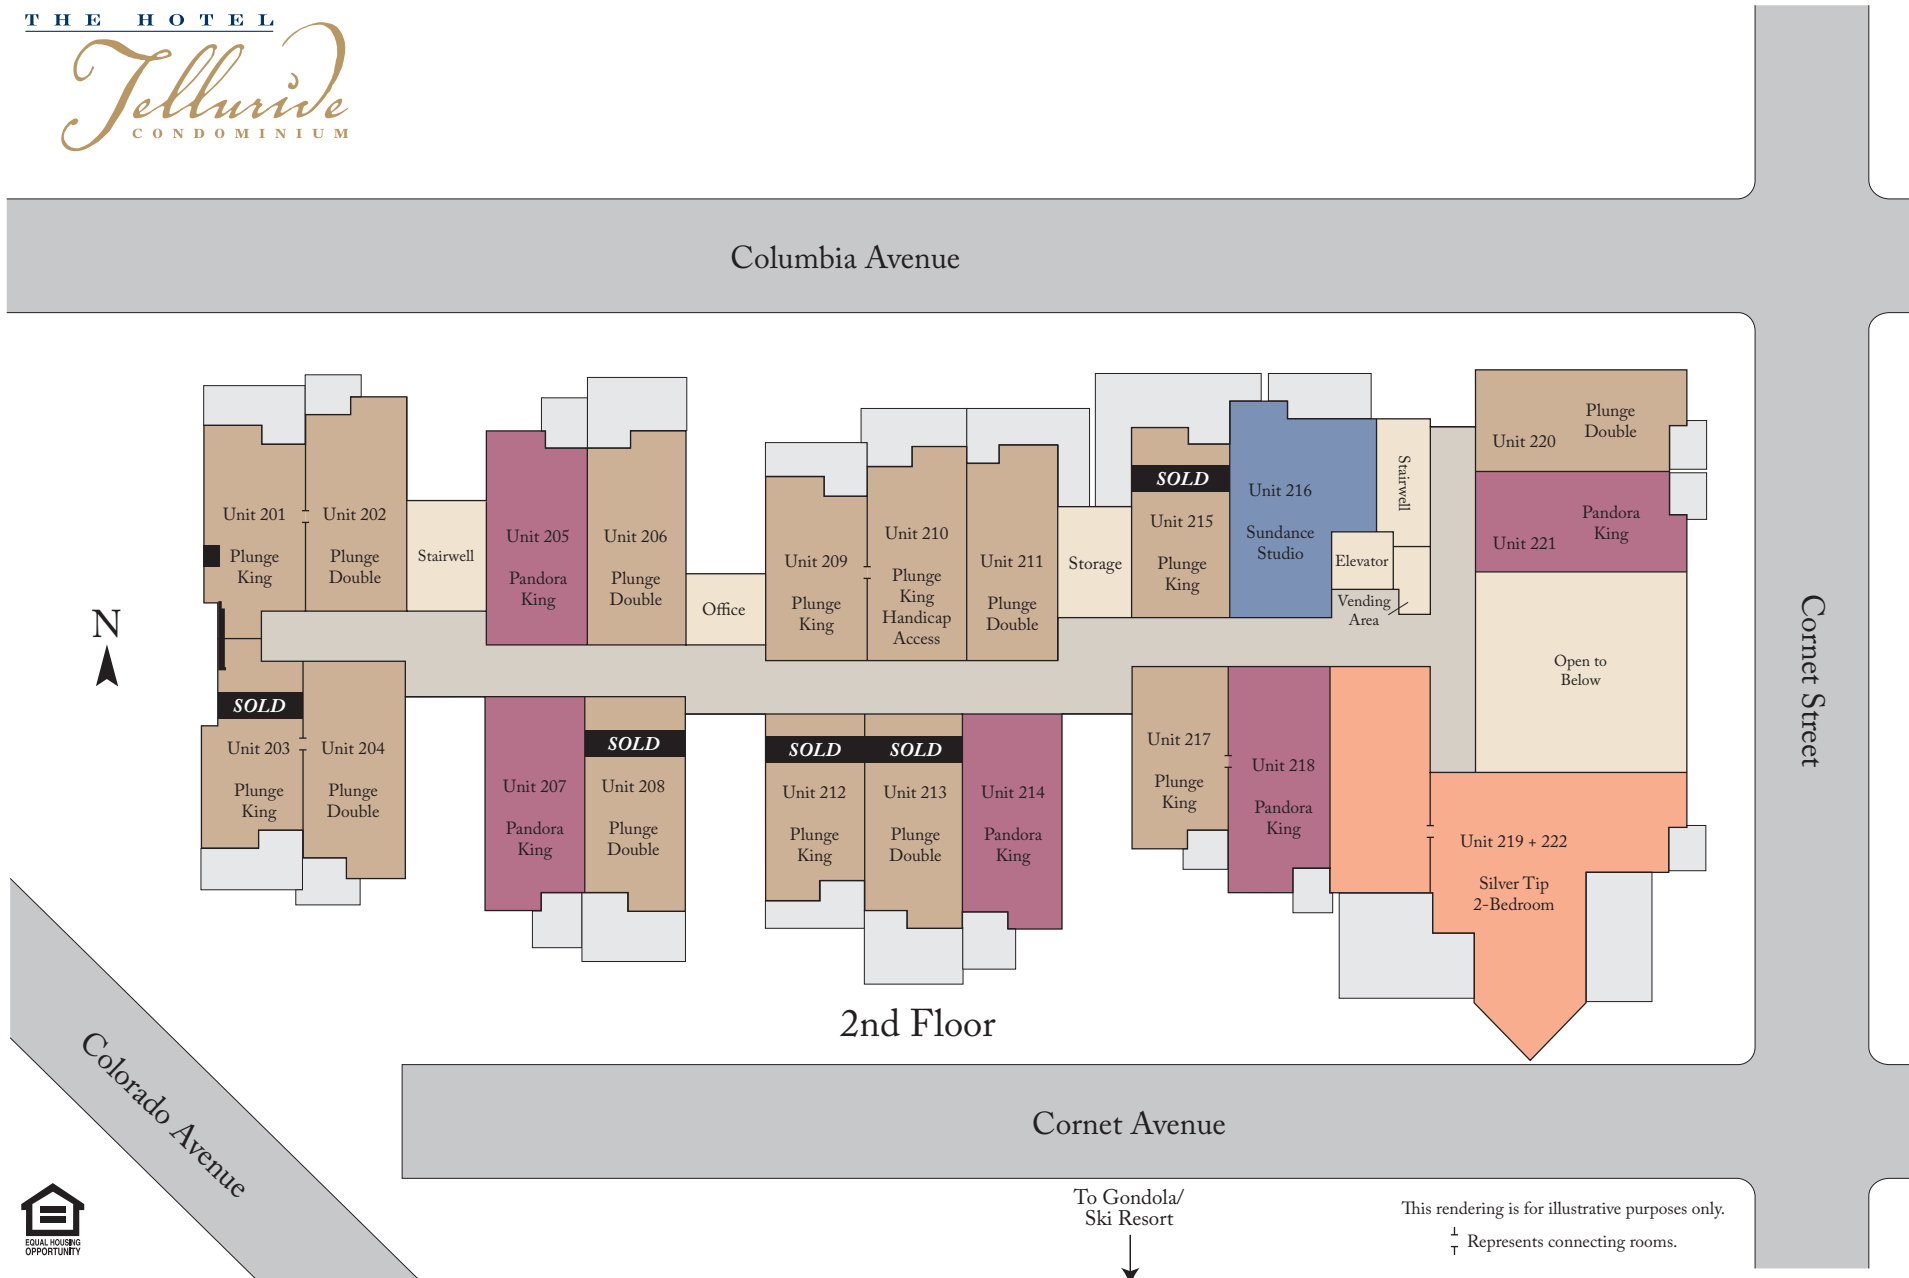 THE HOTEL
Telluride
CONDOMINIUM
Columbia Avenue
Unit 201
Plunge
King
Unit 202
Plunge
Double
Stairwell
Unit 205
Pandora
King
Unit 206
Plunge
Double
Office
Unit 209
Plunge
King
Unit 210
Plunge
King
Handicap
Access
Unit 211
Plunge
Double
Storage
SOLD
Unit 215
Plunge
King
Unit 216
Sundance
Studio
Stairwell
Elevator
Vending
Area
Unit 220
Plunge
Double
Unit 221
Pandora
King
Open to
Below
Cornet Street
N
SOLD
Unit 203
Plunge
King
Unit 204
Plunge
Double
Unit 207
Pandora
King
SOLD
Unit 208
Plunge
Double
SOLD
Unit 212
Plunge
King
SOLD
Unit 213
Plunge
Double
Unit 214
Pandora
King
Unit 217
Plunge
King
Unit 218
Pandora
King
Unit 219 + 222
Silver Tip
2-Bedroom
2nd Floor
Colorado Avenue
Cornet Avenue
To Gondola/
Ski Resort
This rendering is for illustrative purposes only.
Represents connecting rooms.
EQUAL HOUSING
OPPORTUNITY